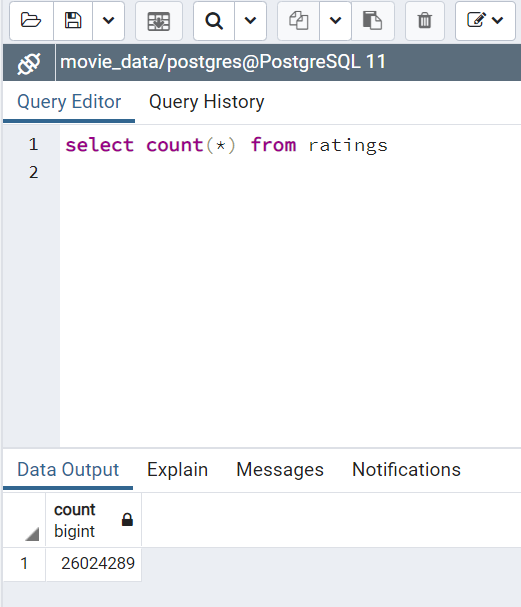 movie_data/postgres@PostgreSQL 11
Query Editor Query History
1 select count(*) from ratings
2
Data Output Explain Messages Notifications
count
bigint
1 26024289